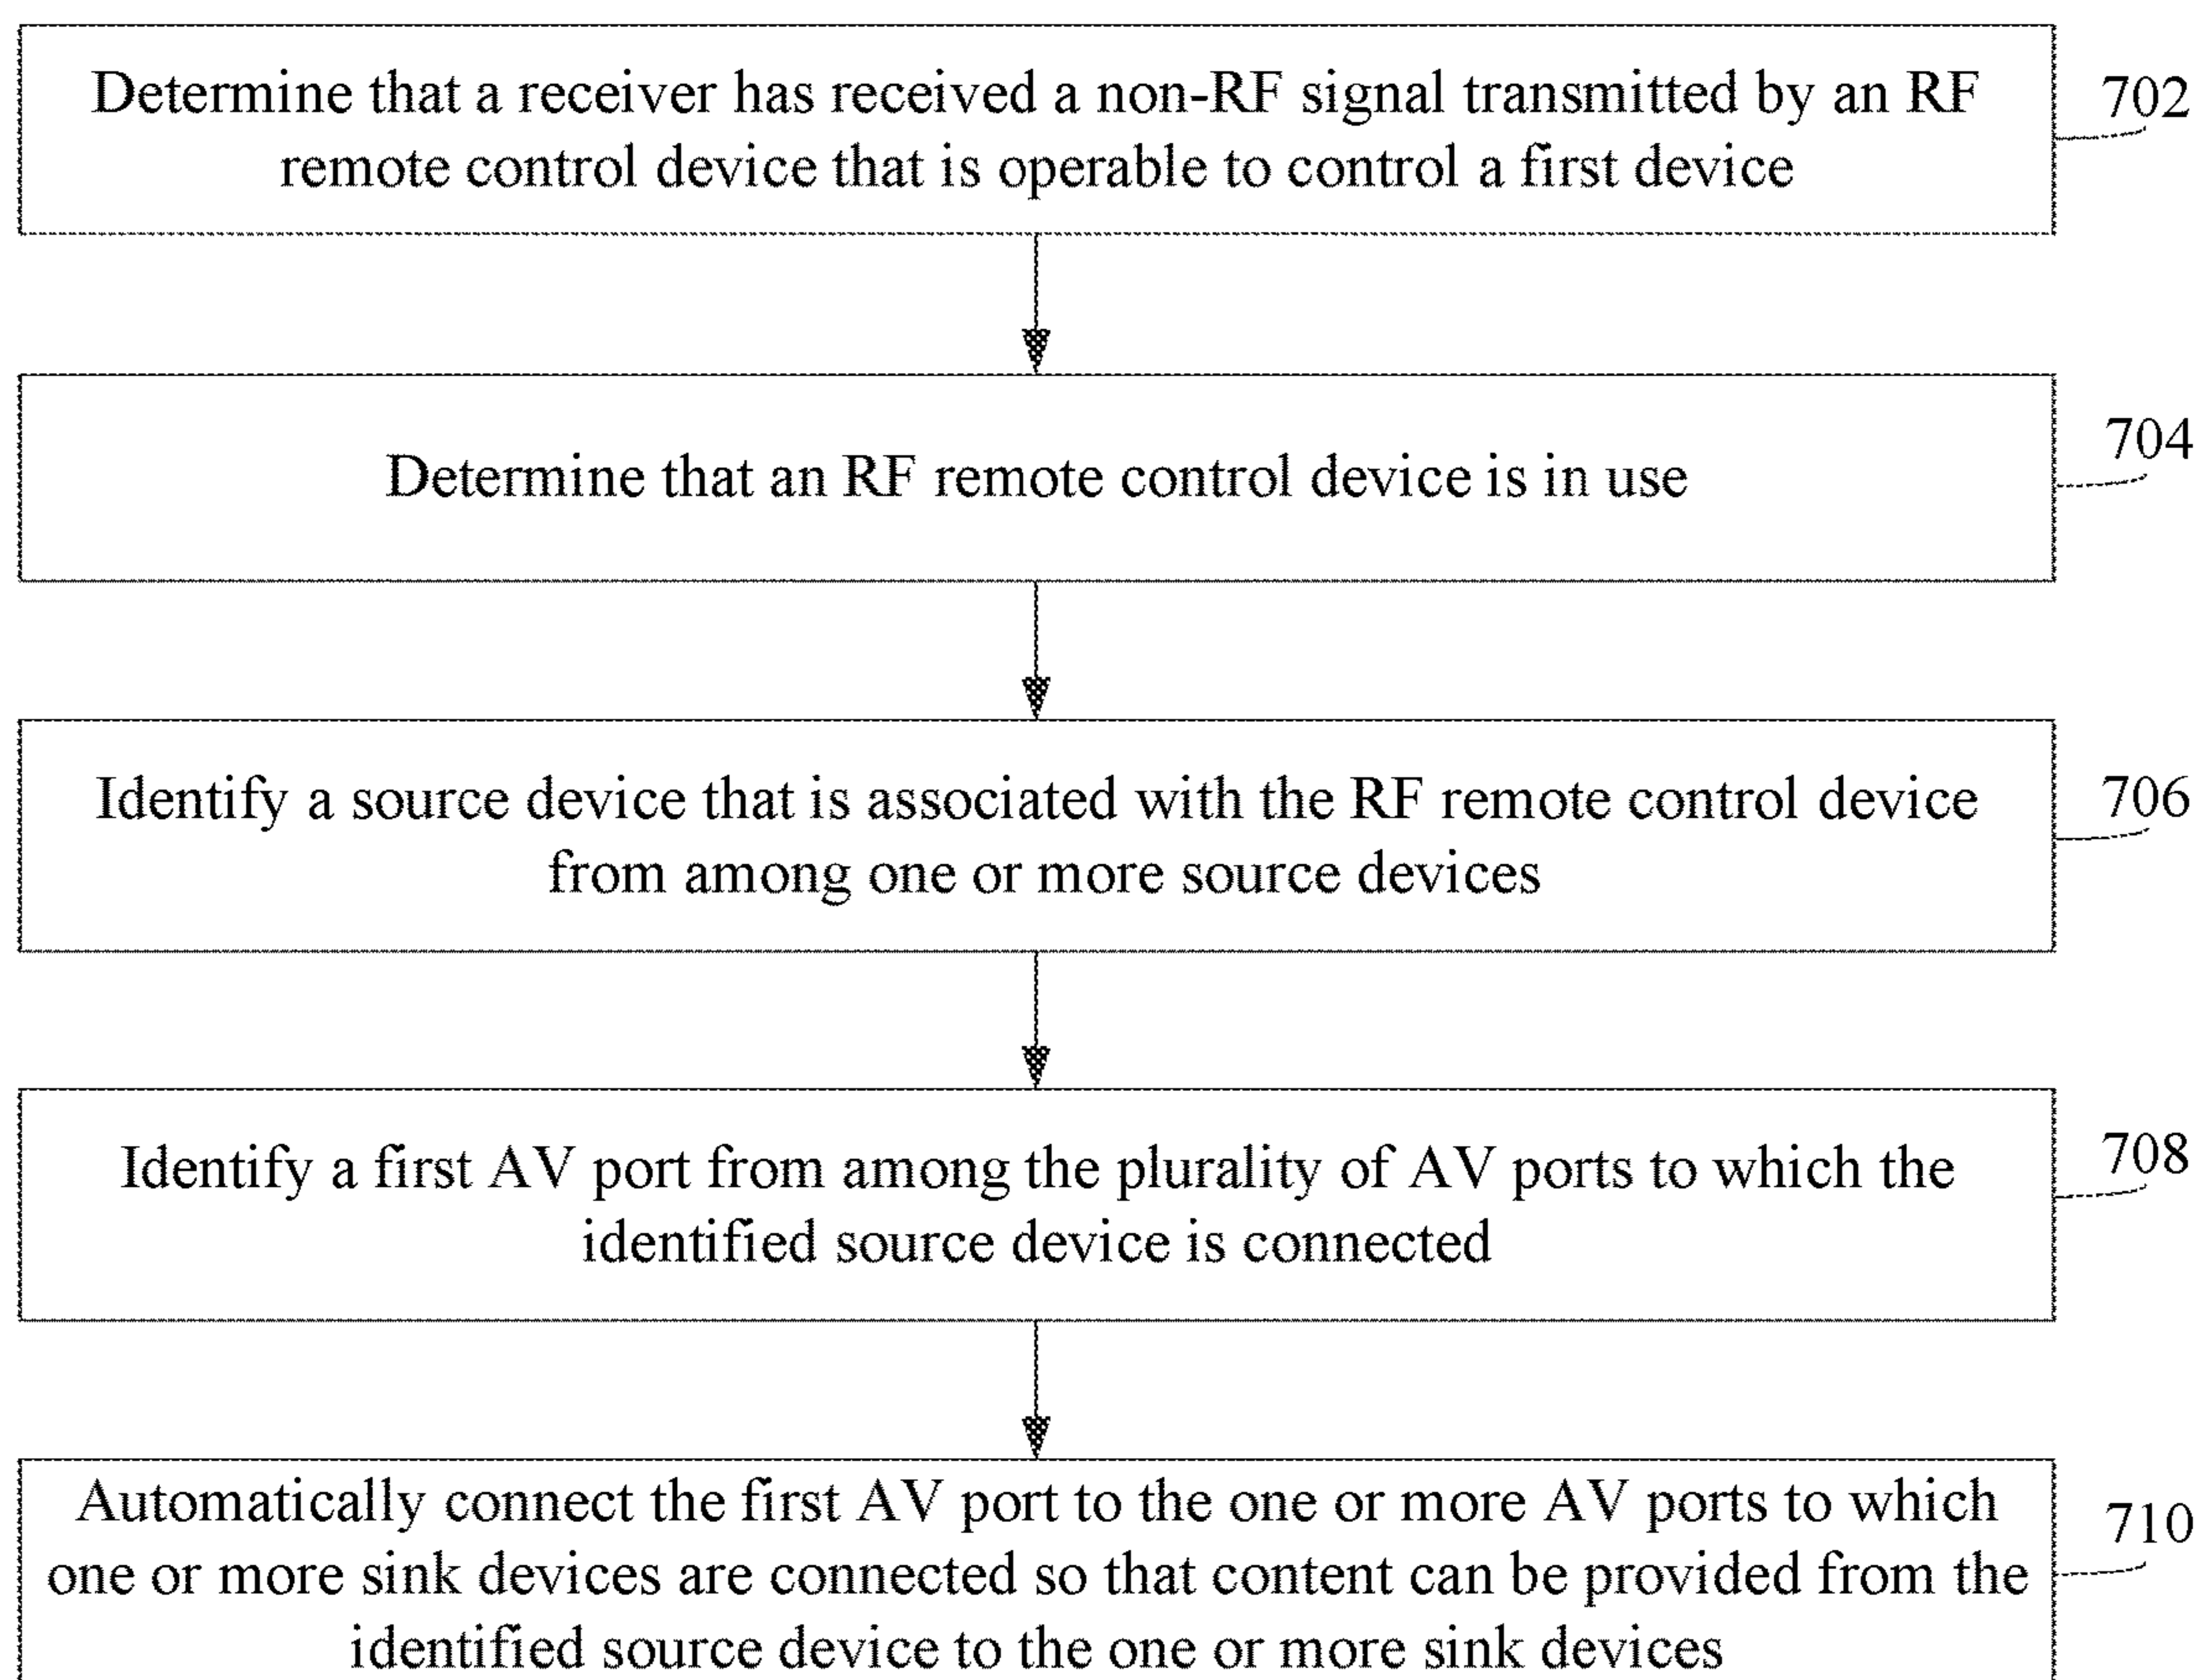 Determine that a receiver has received a non-RF signal transmitted by an RF
remote control device that is operable to control a first device
702
Determine that an RF remote control device is in use
704
Identify a source device that is associated with the RF remote control device
from among one or more source devices
706
Identify a first AV port from among the plurality of AV ports to which the
identified source device is connected
708
Automatically connect the first AV port to the one or more AV ports to which
one or more sink devices are connected so that content can be provided from the
identified source device to the one or more sink devices
710